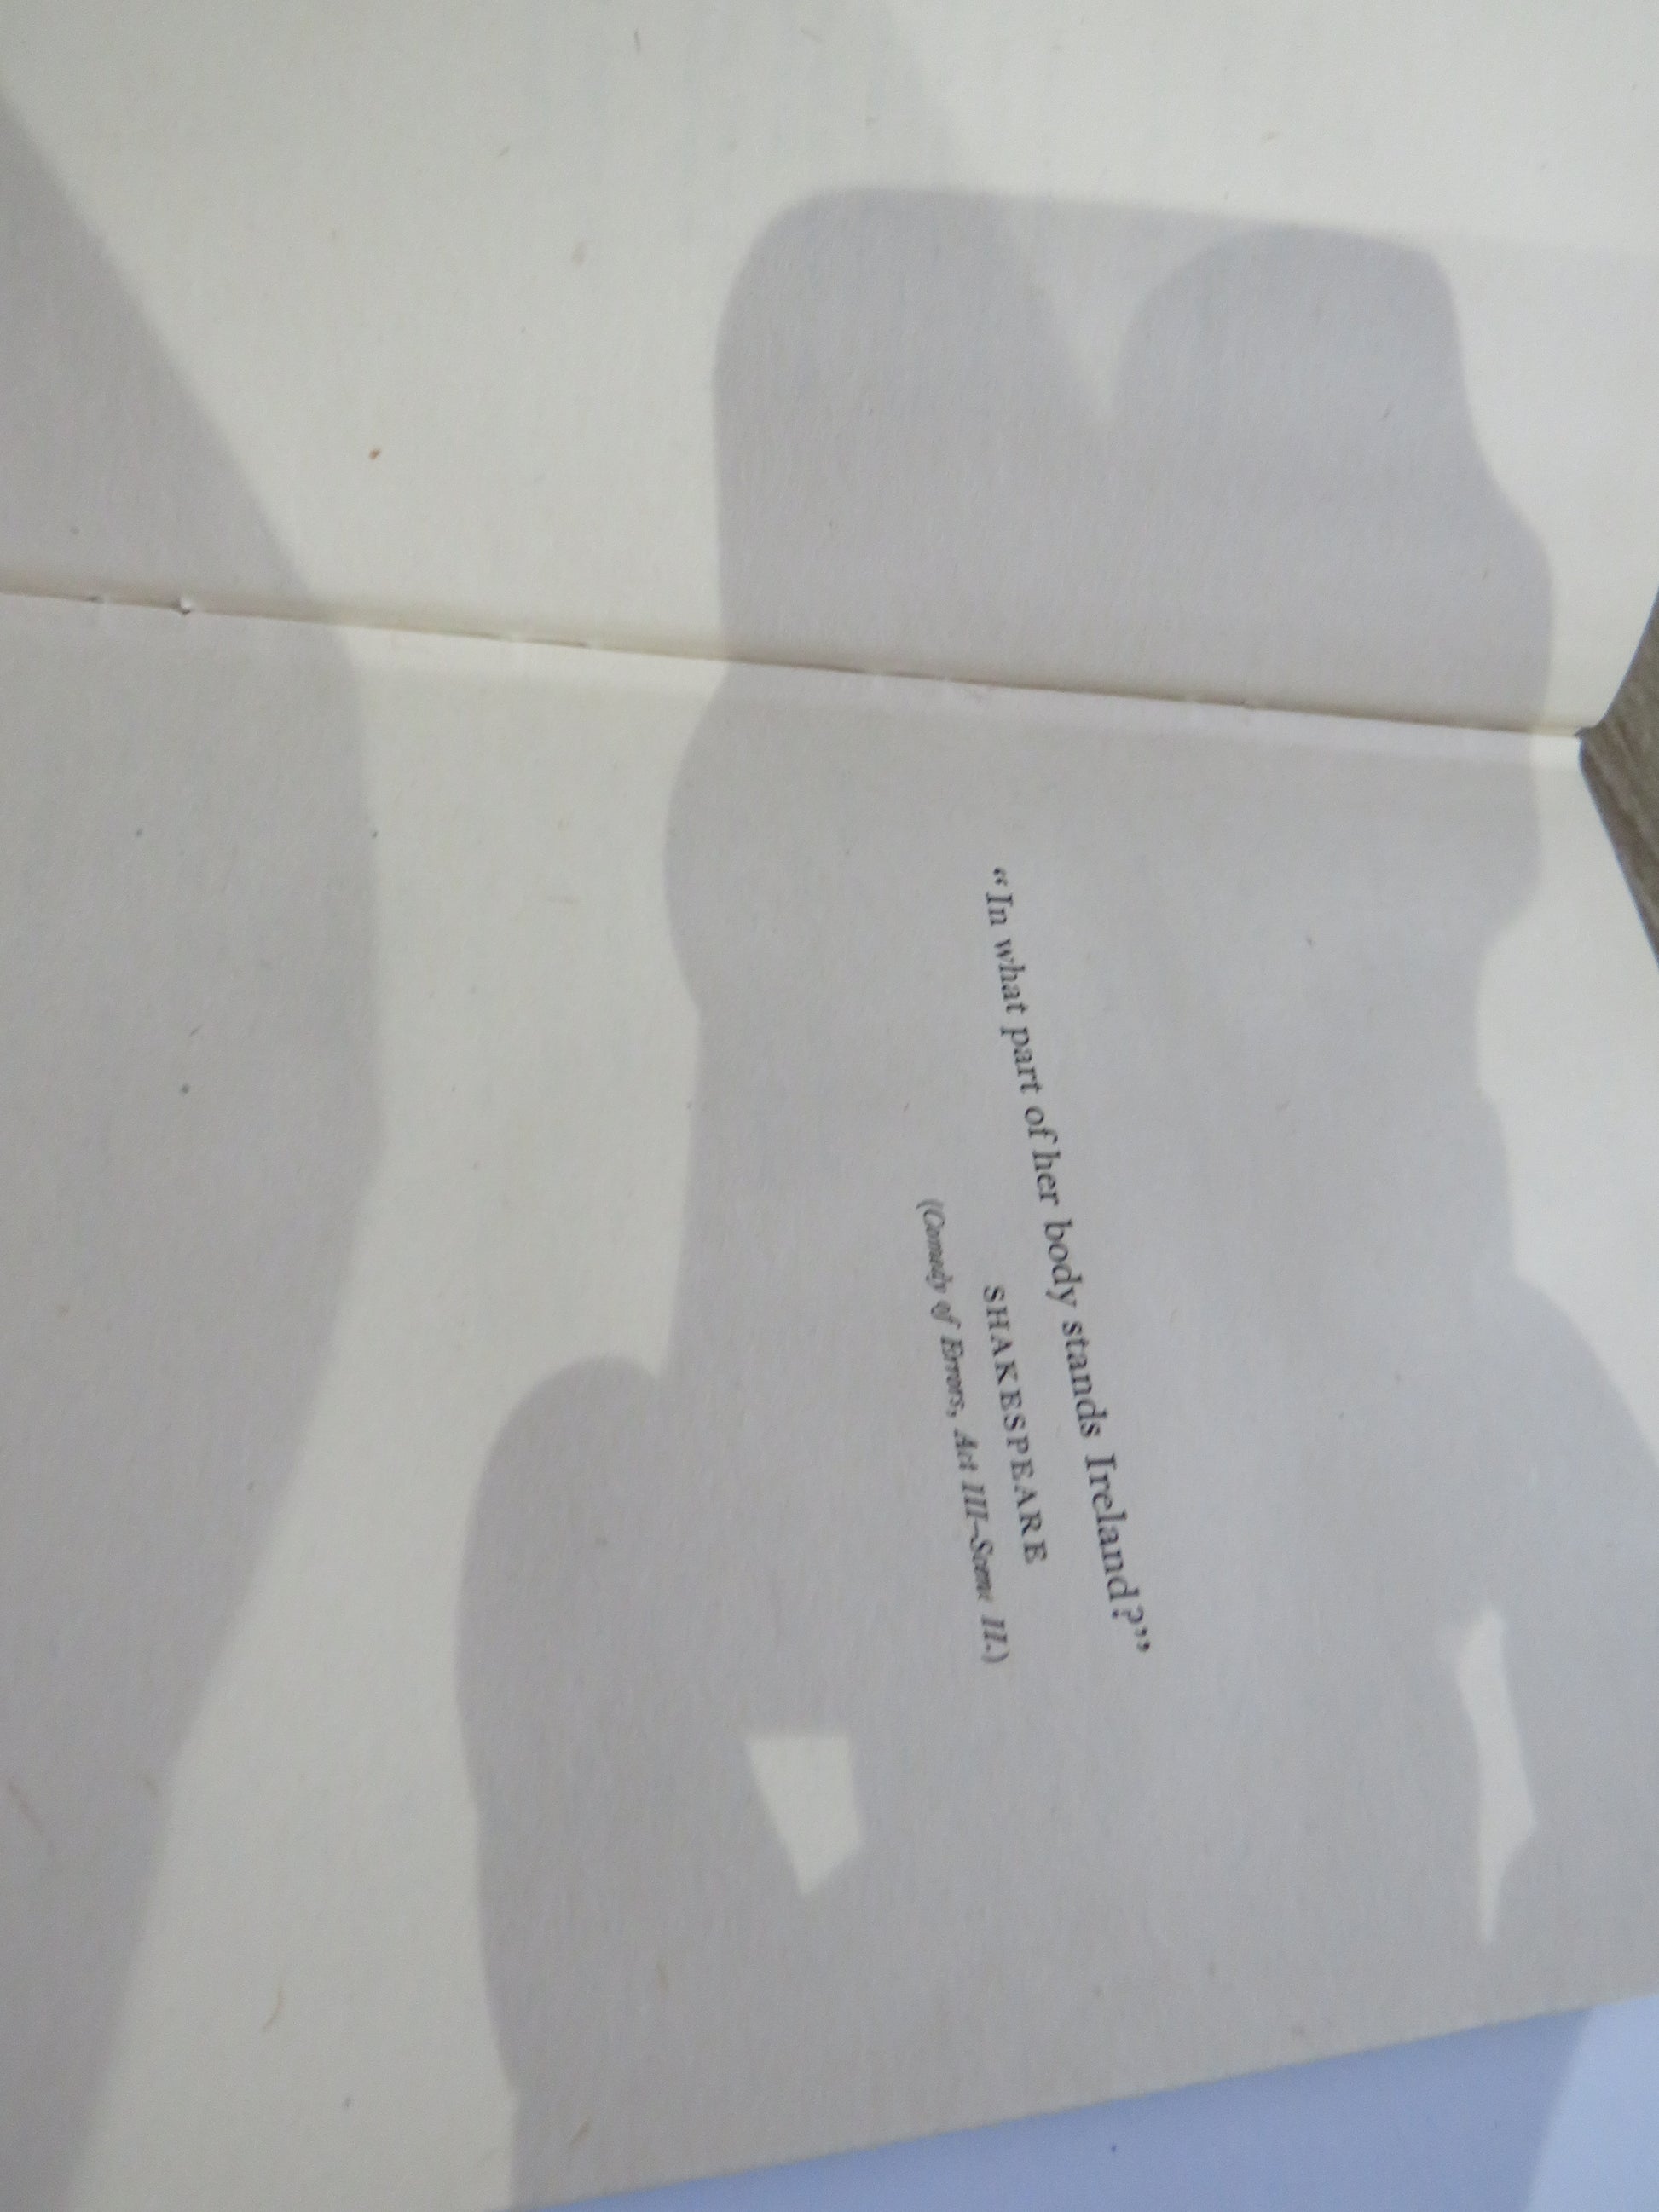 “In what part of her body stands Ireland?”
SHAKESPEARE
(Comedy of Errors, Act III–Scene II.)